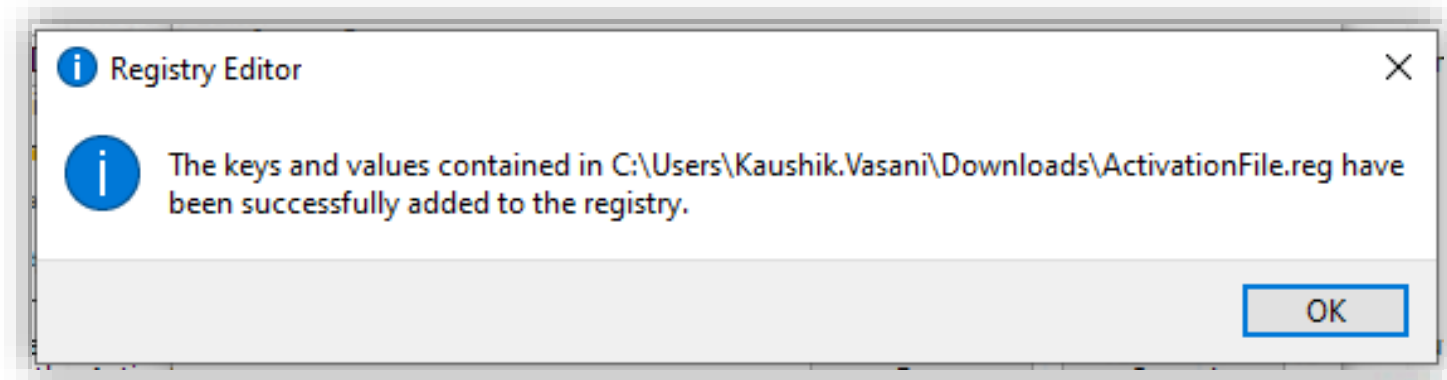 Registry Editor
The keys and values contained in C:\Users\Kaushik.Vasani\Downloads\ActivationFile.reg have
been successfully added to the registry.
OK